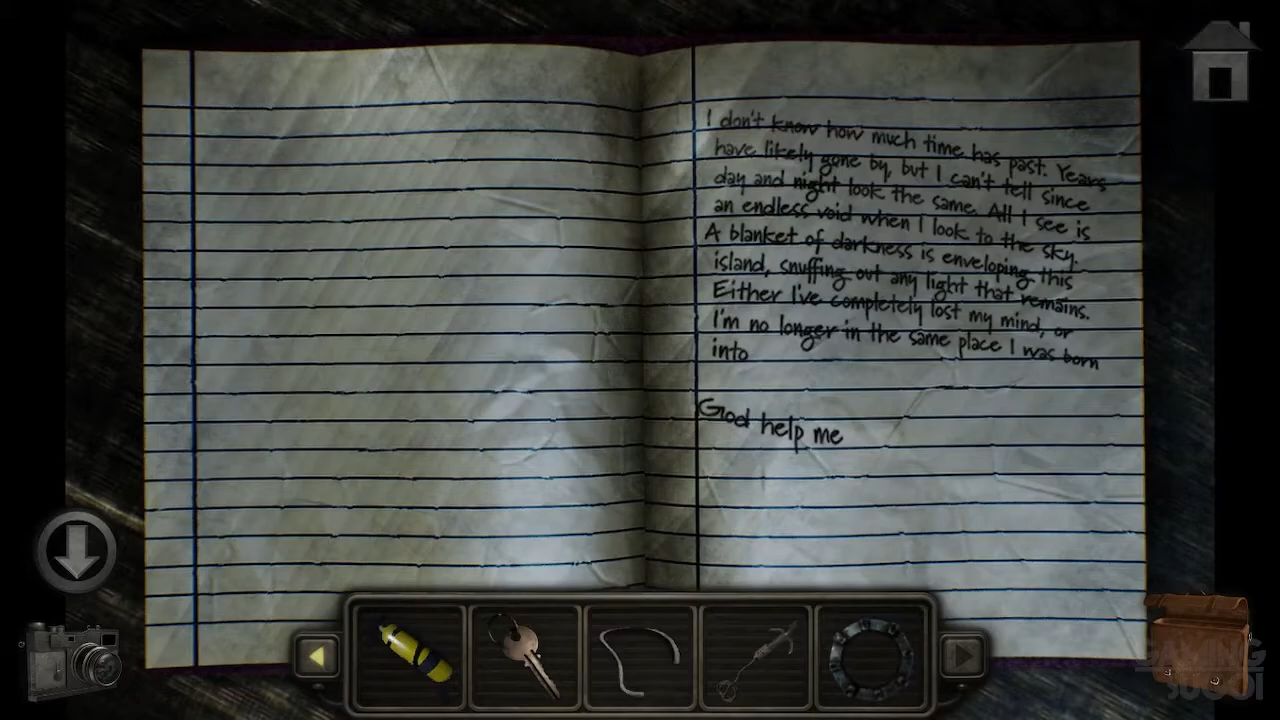 I don't know how much time has past. Years
have likely gone by, but I can't tell since
day and night look the same. All I see is
an endless void when I look to the sky.
A blanket of darkness is enveloping this
island, snuffing out any light that remains.
Either I've completely lost my mind, or
I'm no longer in the same place I was born
into
God help me
GAMING
SUGOI